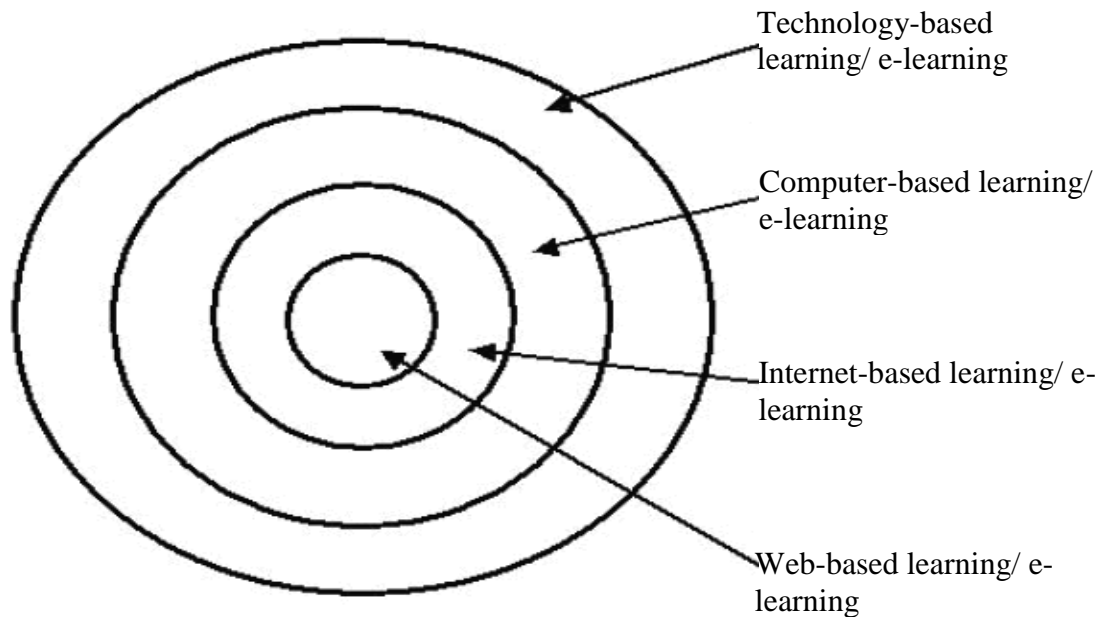 Technology-based
learning/ e-learning
Computer-based learning/
e-learning
Internet-based learning/ e-
learning
Web-based learning/ e-
learning